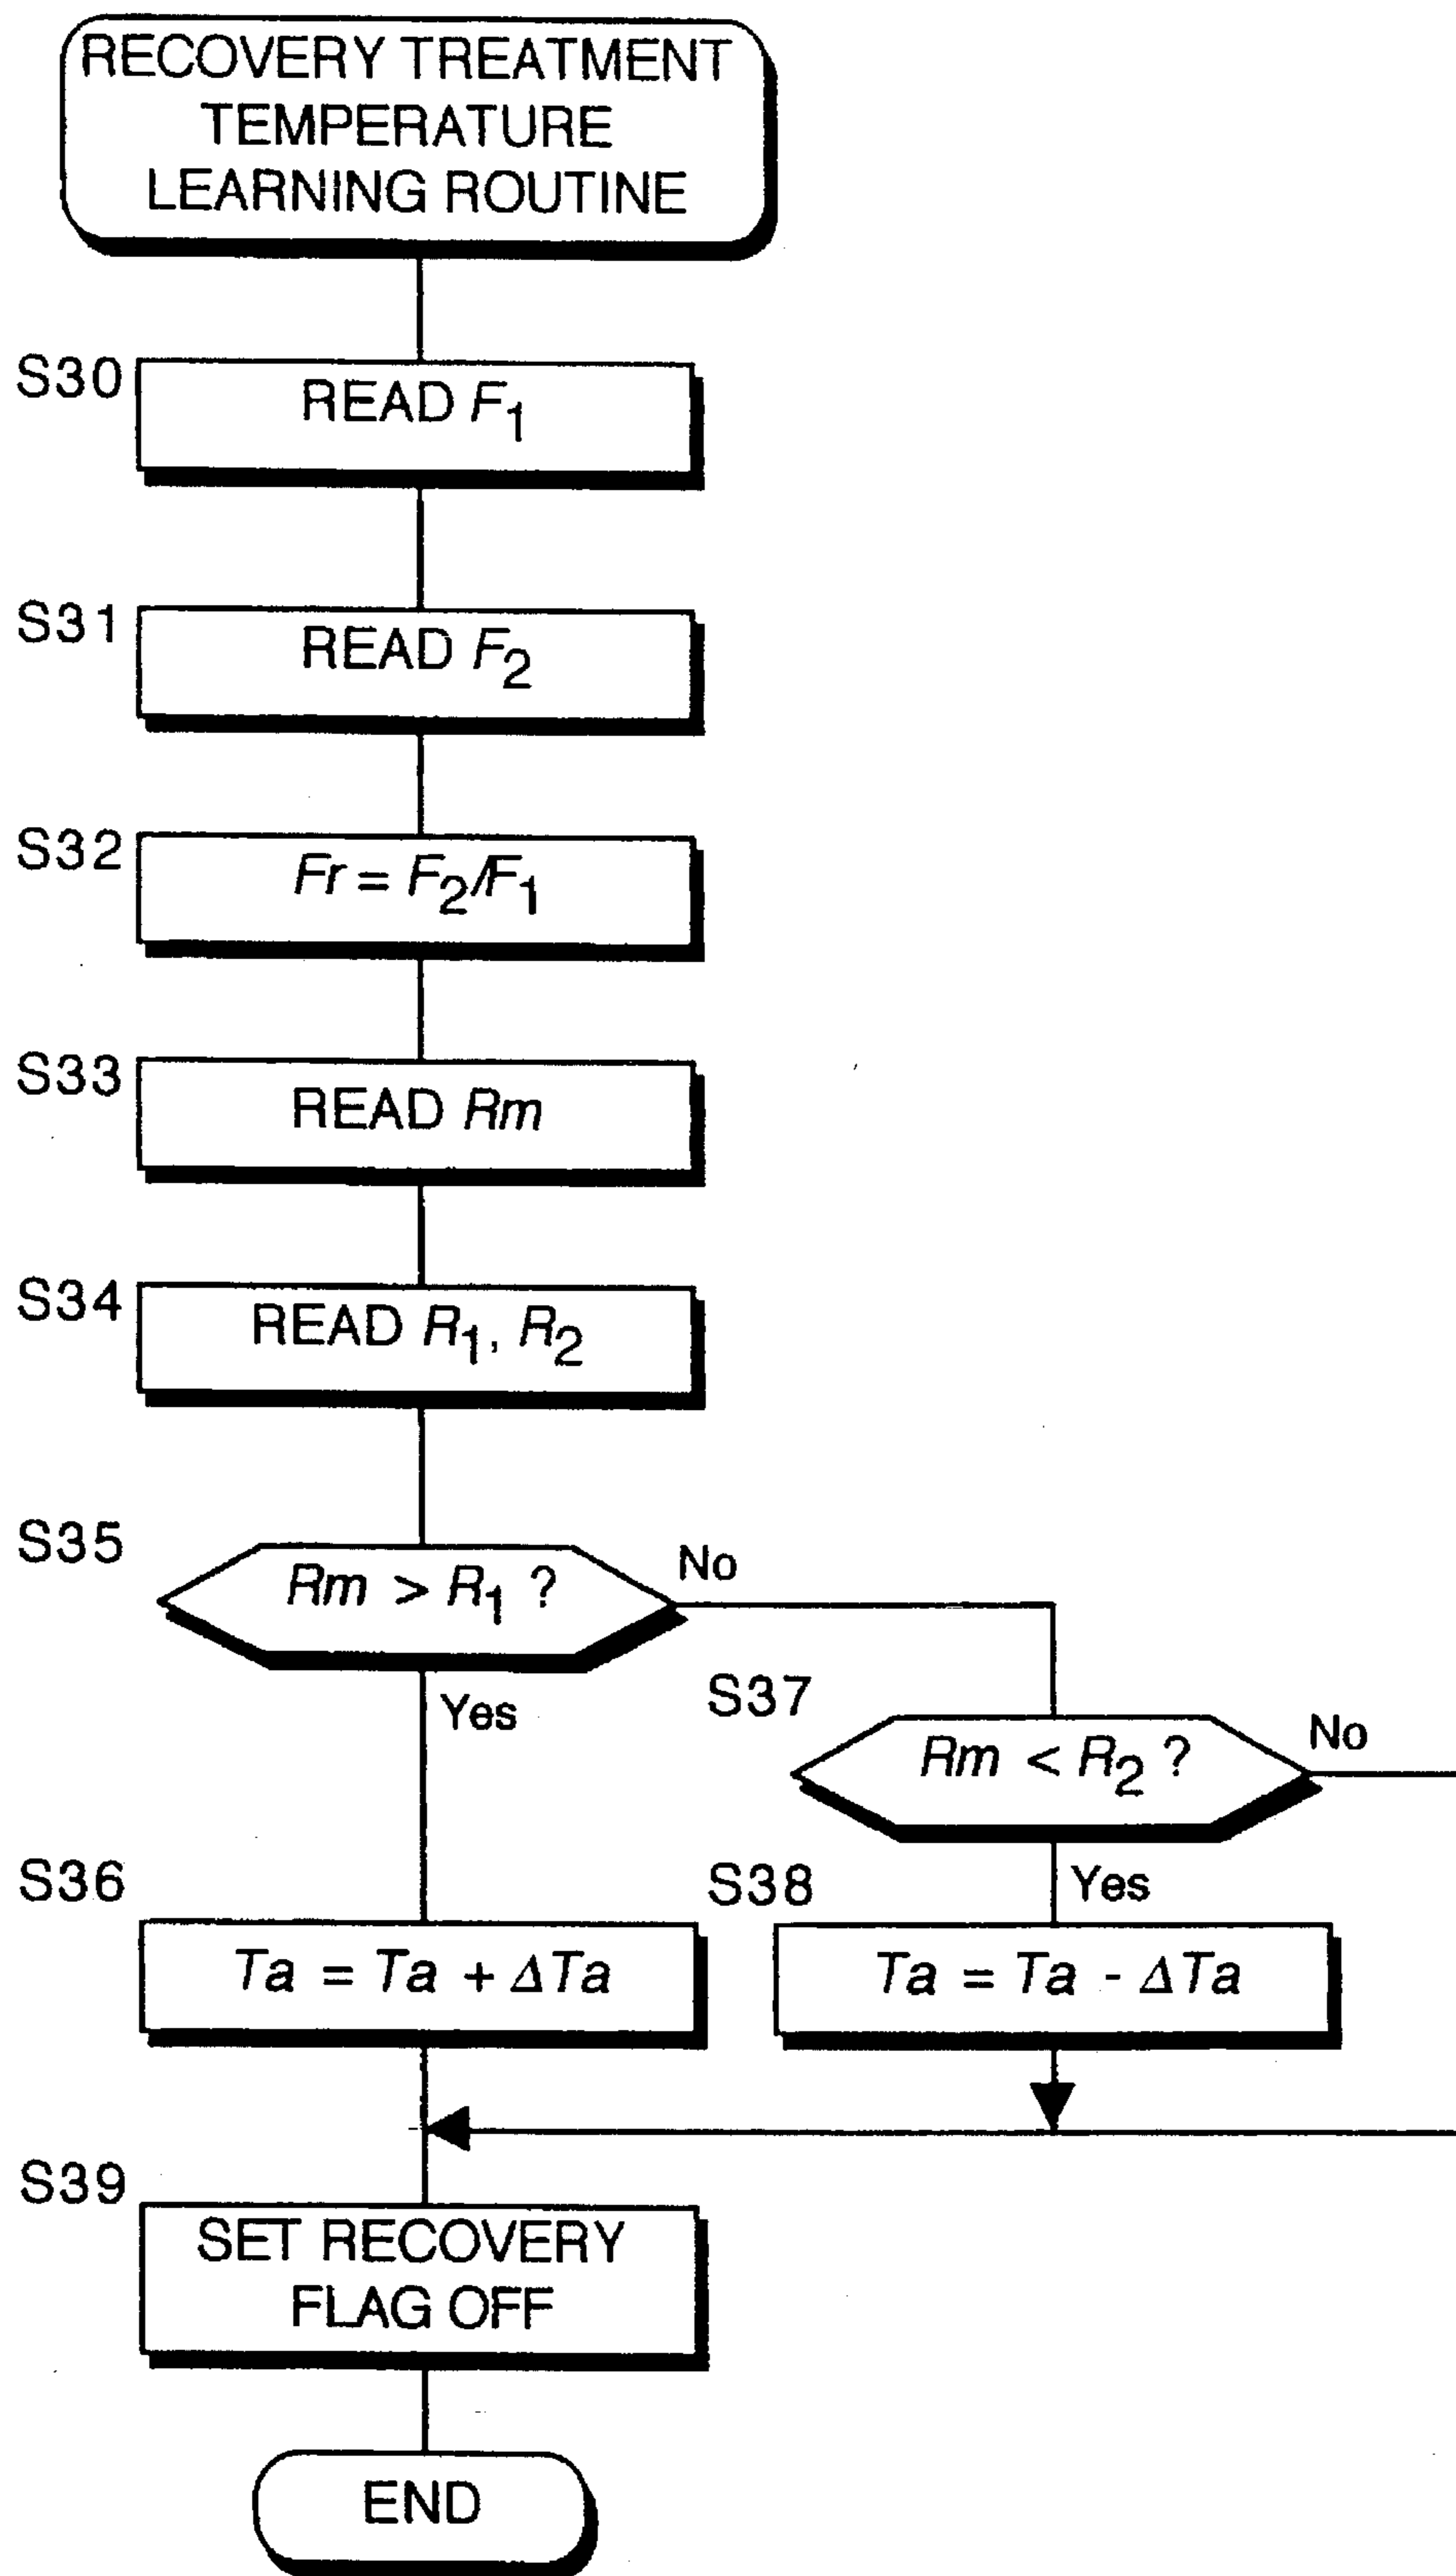 RECOVERY TREATMENT
TEMPERATURE
LEARNING ROUTINE
S30
READ F1
S31
READ F2
S32
Fr = F2/F1
S33
READ Rm
S34
READ R1, R2
S35
Rm > R1 ?
No
Yes
S37
Rm < R2 ?
No
Yes
S36
Ta = Ta + ΔTa
S38
Ta = Ta - ΔTa
S39
SET RECOVERY
FLAG OFF
END